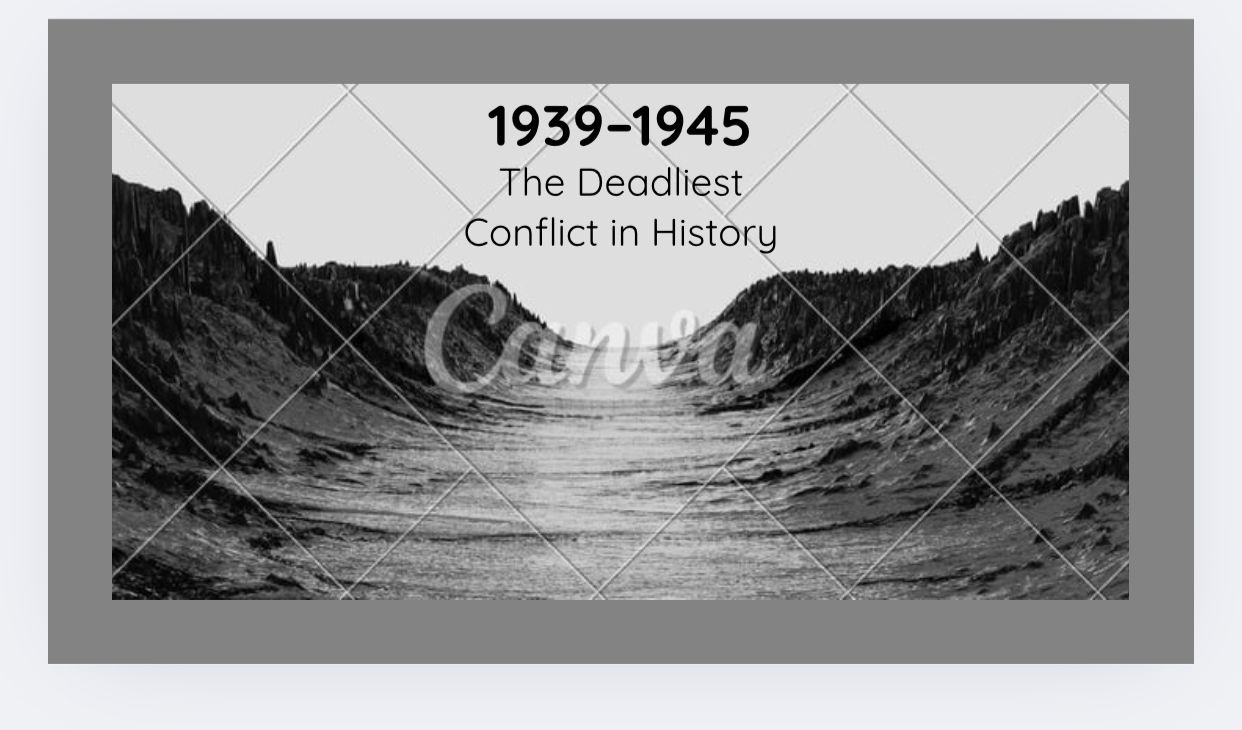 1939–1945
The Deadliest
Conflict in History
Canva